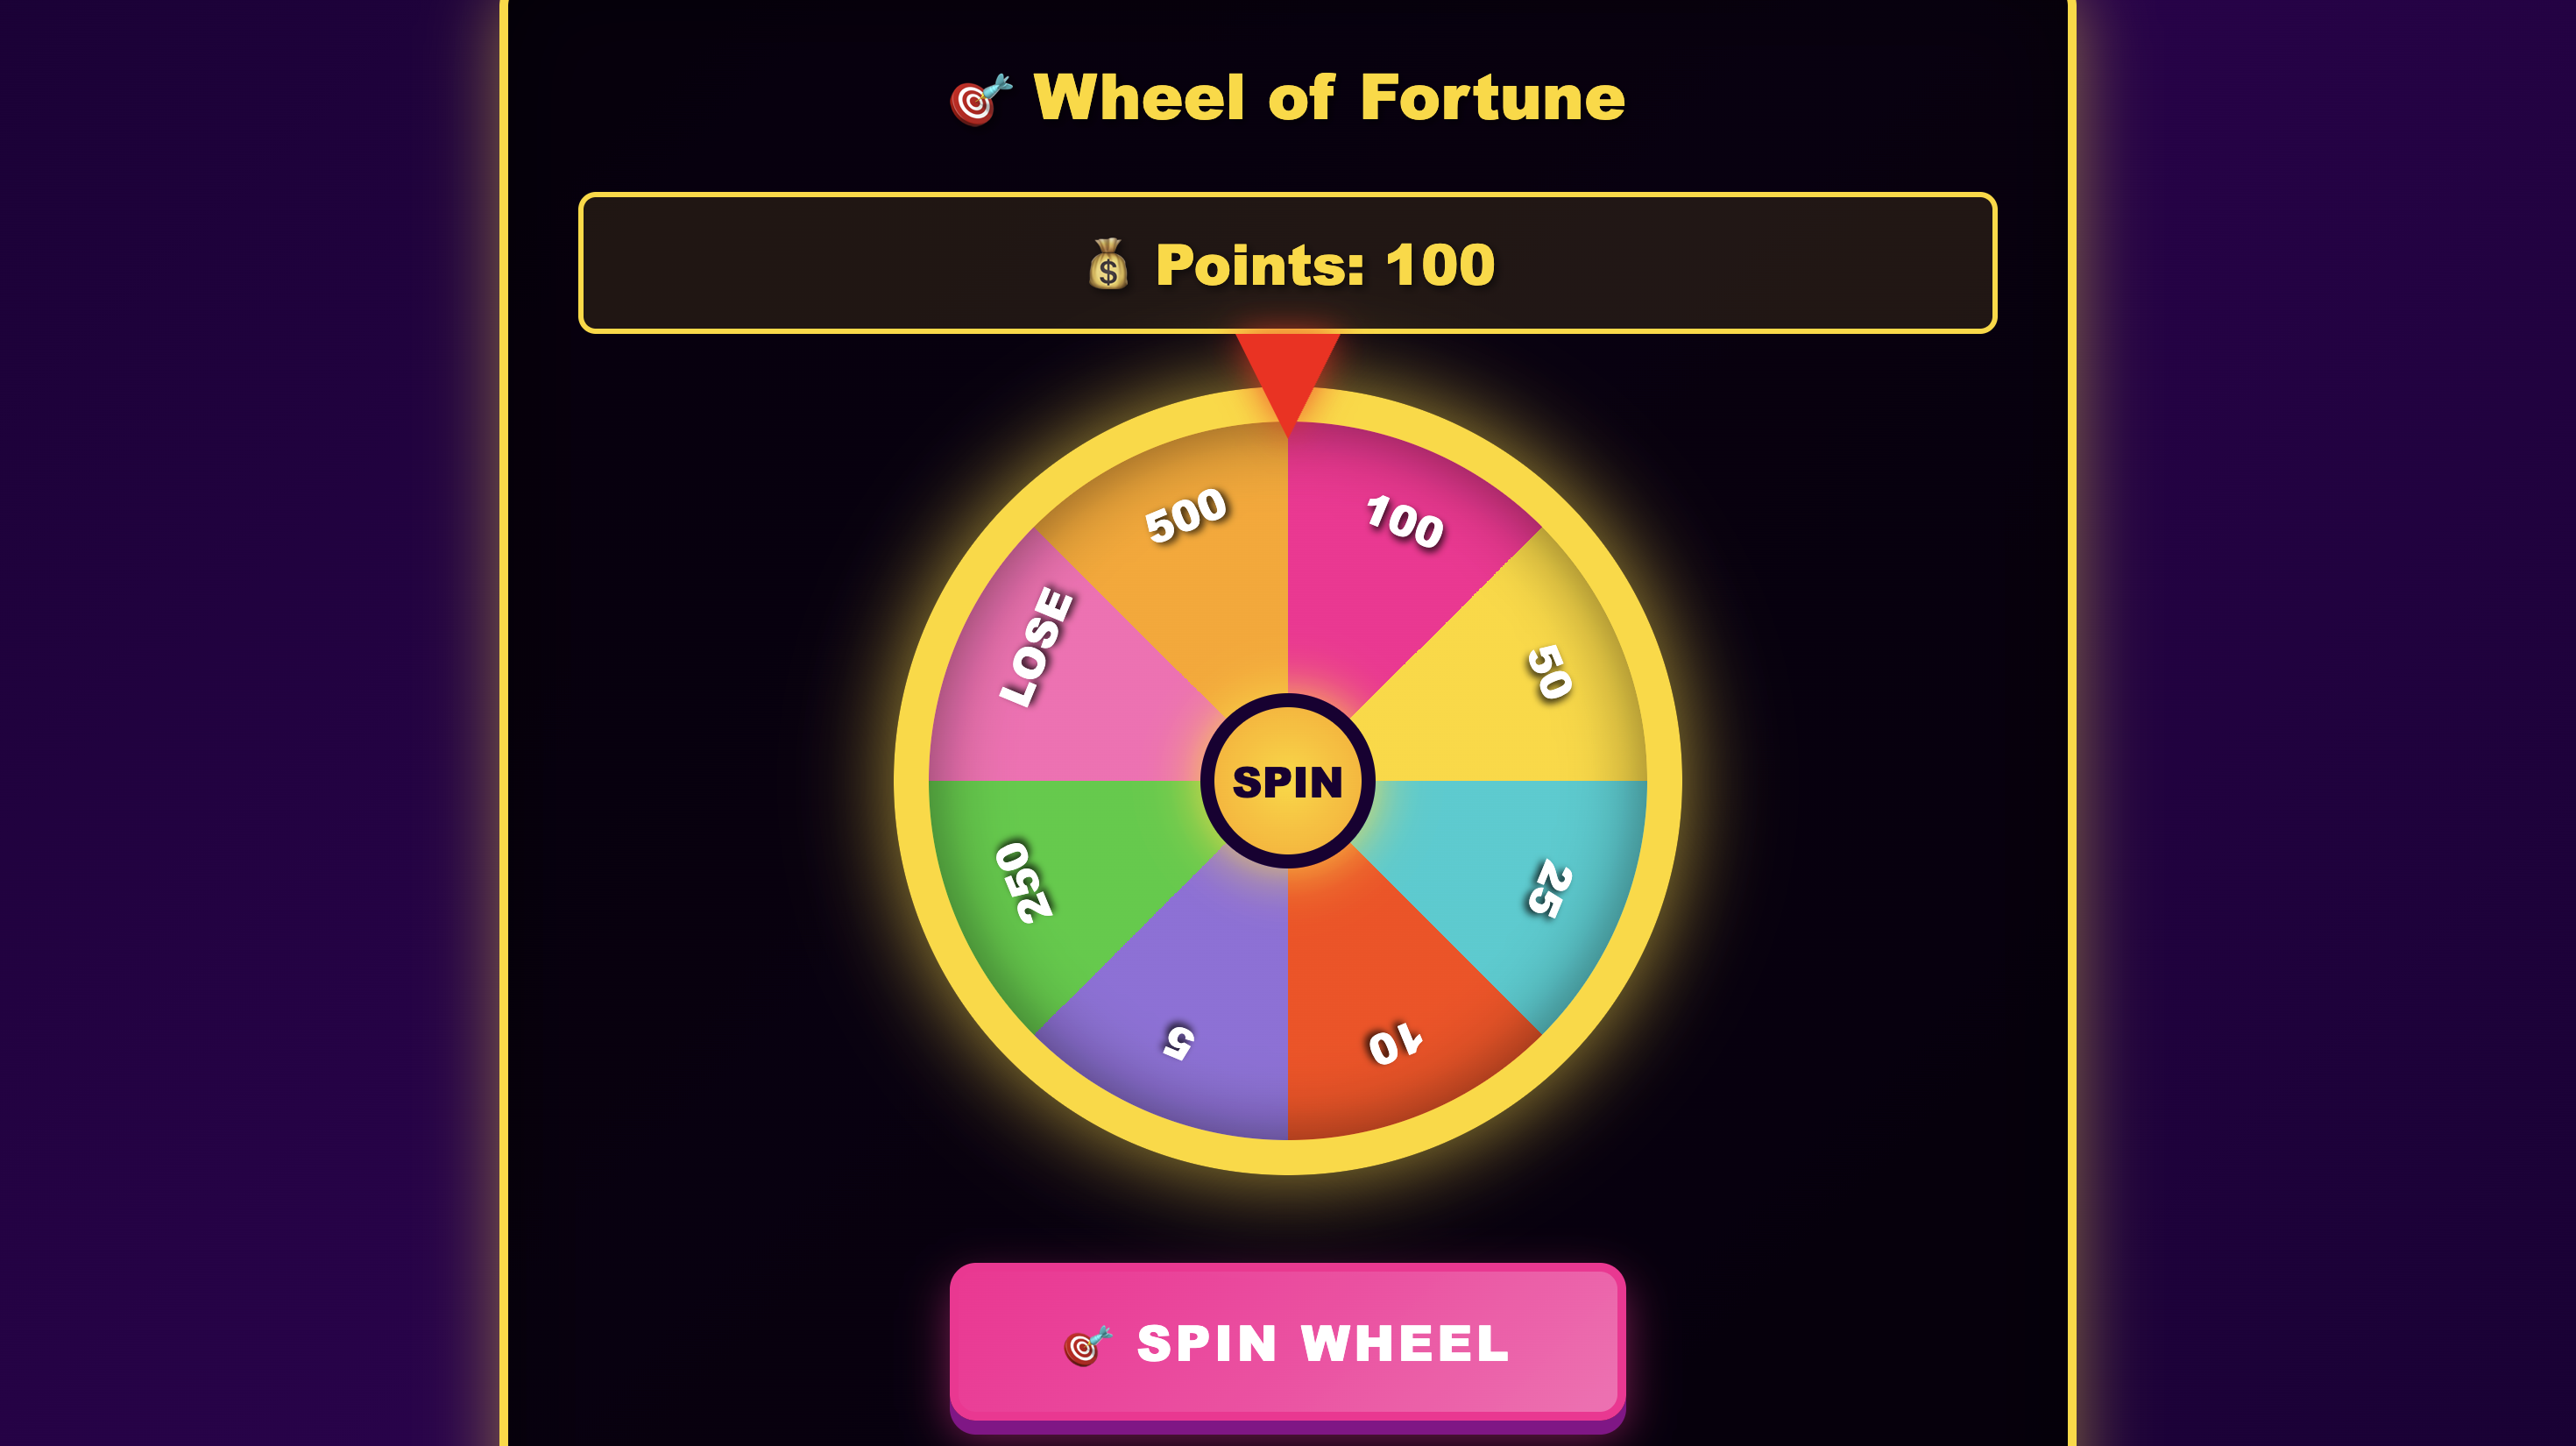 🎯 Wheel of Fortune
💰 Points: 100
500
100
LOSE
50
SPIN
250
25
5
10
🎯 SPIN WHEEL